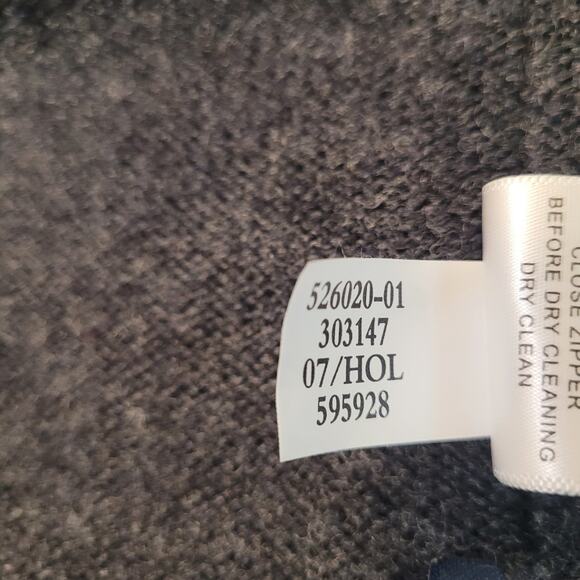 526020-01
303147
07/HOL
595928
CLOSE ZIPPER
BEFORE DRY CLEANING
DRY CLEAN